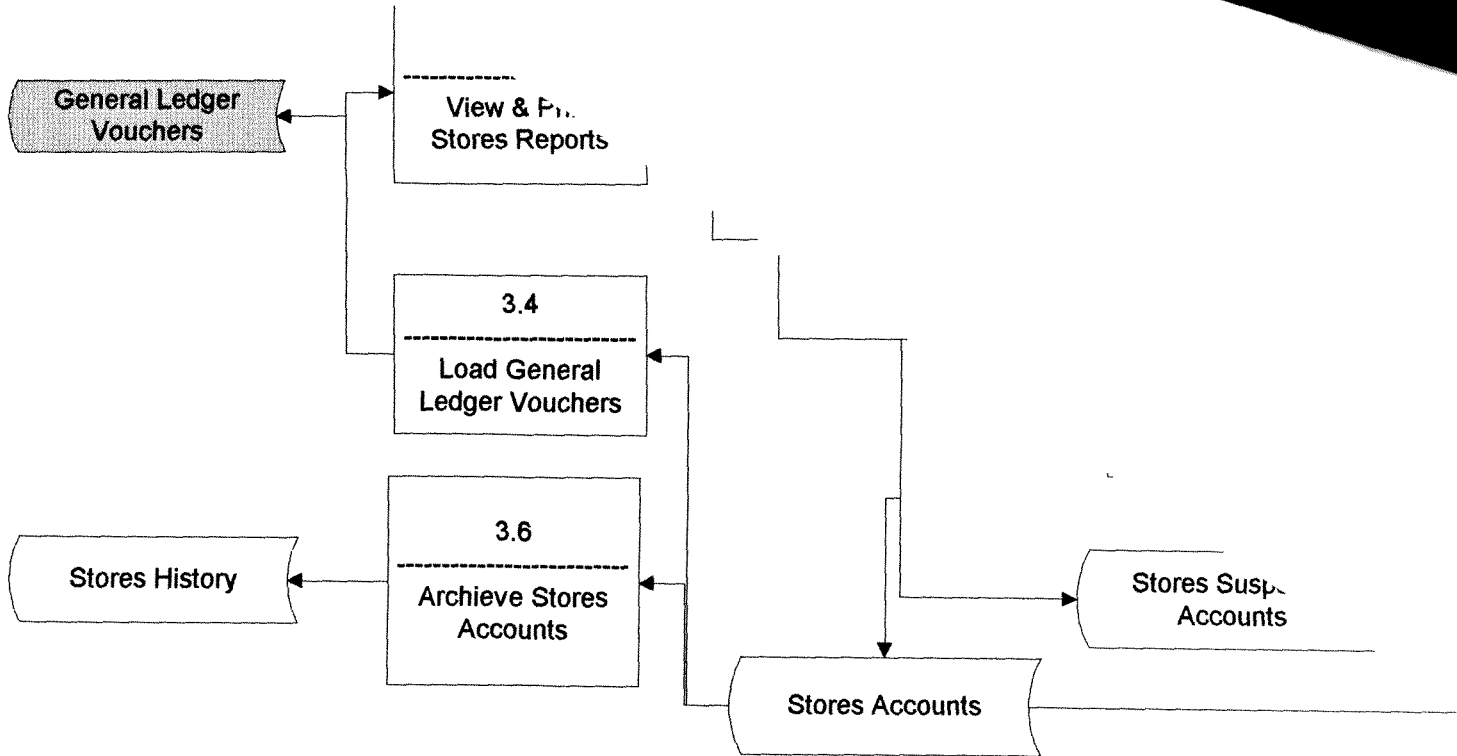 General Ledger
Vouchers
View &
Stores Reports
3.4
Load General
Ledger Vouchers
3.6
Archieve Stores
Accounts
Stores History
Stores
Accounts
Stores Accounts